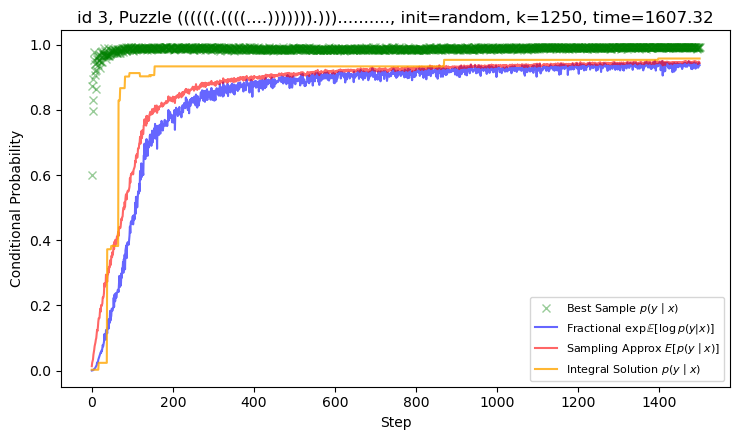 id 3, Puzzle ((((((.((((....))))))).))).........., init=random, k=1250, time=1607.32
1.0
0.8
0.6
0.4
0.2
0.0
Conditional Probability
0
200
400
600
800
1000
1200
1400
Step
Best Sample p(y | x)
Fractional exp 𝔼[log p(y|x)]
Sampling Approx E[p(y | x)]
Integral Solution p(y | x)